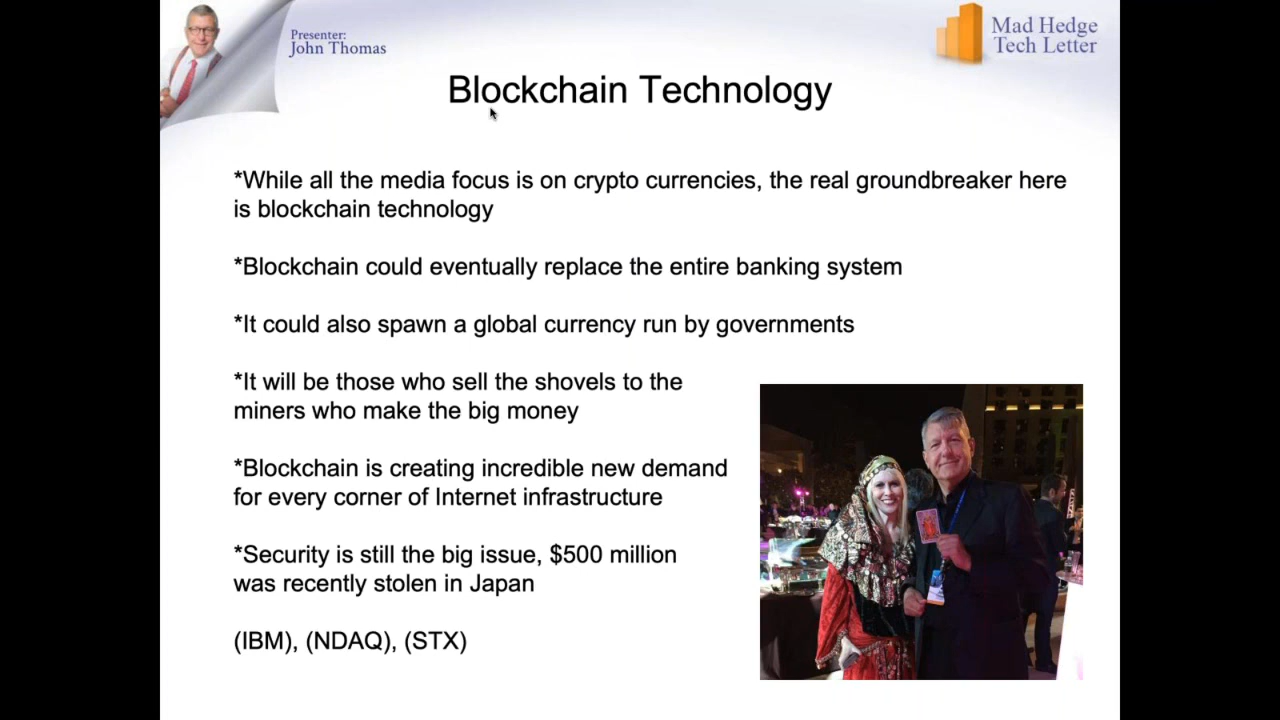 Presenter:
John Thomas
Mad Hedge
Tech Letter
Blockchain Technology
*While all the media focus is on crypto currencies, the real groundbreaker here
is blockchain technology
*Blockchain could eventually replace the entire banking system
*It could also spawn a global currency run by governments
*It will be those who sell the shovels to the
miners who make the big money
*Blockchain is creating incredible new demand
for every corner of Internet infrastructure
*Security is still the big issue, $500 million
was recently stolen in Japan
(IBM), (NDAQ), (STX)